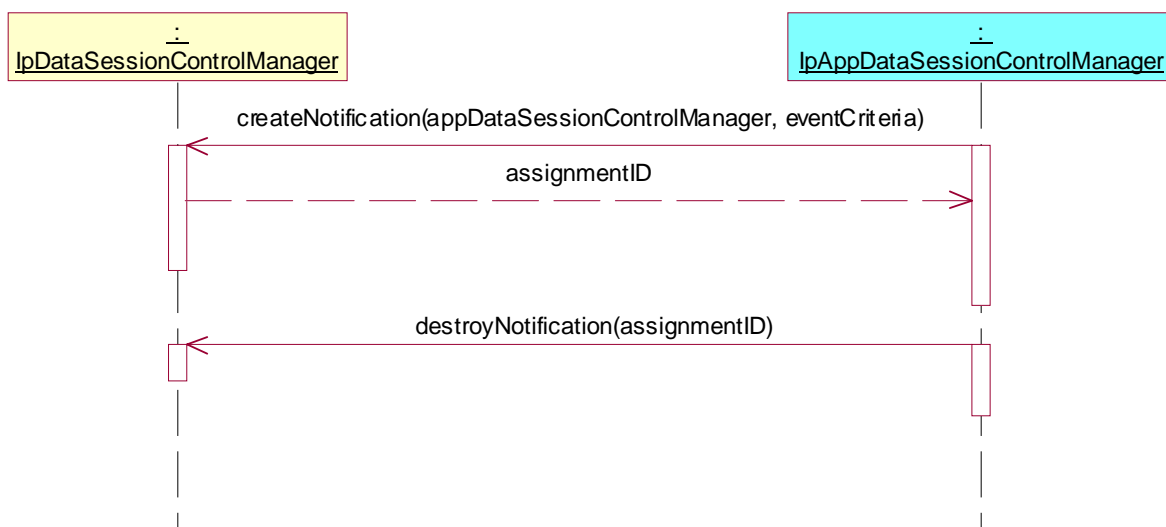 :
IpDataSessionControlManager
:
IpAppDataSessionControlManager
createNotification(appDataSessionControlManager, eventCriteria)
assignmentID
destroyNotification(assignmentID)